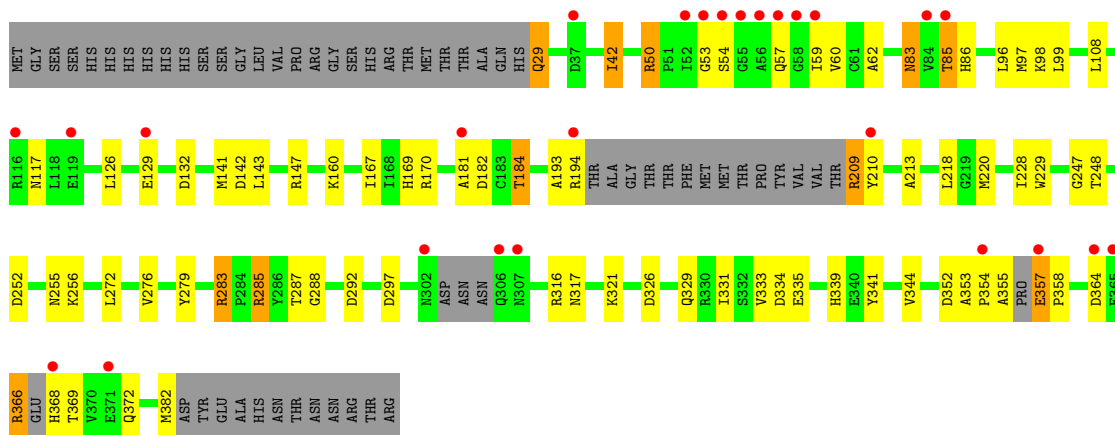 MET GLY SER SER HIS HIS HIS HIS HIS HIS SER SER GLY LEU VAL PRO ARG GLY SER HIS ARG THR MET THR THR ALA GLN HIS Q29 D37 I42 R50 P51 I52 G53 S54 G55 A56 Q57 G58 I59 V60 C61 A62 N83 V84 T85 H86 L96 M97 K98 L99 L108
R116 N117 L118 E119 L126 E129 D132 M141 D142 L143 R147 K160 I167 I168 H169 R170 A181 D182 C183 T184 A193 R194 THR ALA GLY THR THR PHE MET MET THR PRO TYR VAL VAL THR R209 Y210 A213 L218 G219 M220 I228 W229 G247 T248
D252 N255 K256 L272 V276 Y279 R283 P284 R285 Y286 T287 G288 D292 D297 N302 ASP ASN ASN Q306 N307 R316 N317 K321 D326 Q329 R330 I331 S332 V333 D334 E335 H339 E340 Y341 V344 D352 A353 P354 A355 PRO E357 P358 D364 E365
R366 GLU H368 T369 V370 E371 Q372 M382 ASP TYR GLU ALA HIS ASN THR ASN ASN ARG THR ARG